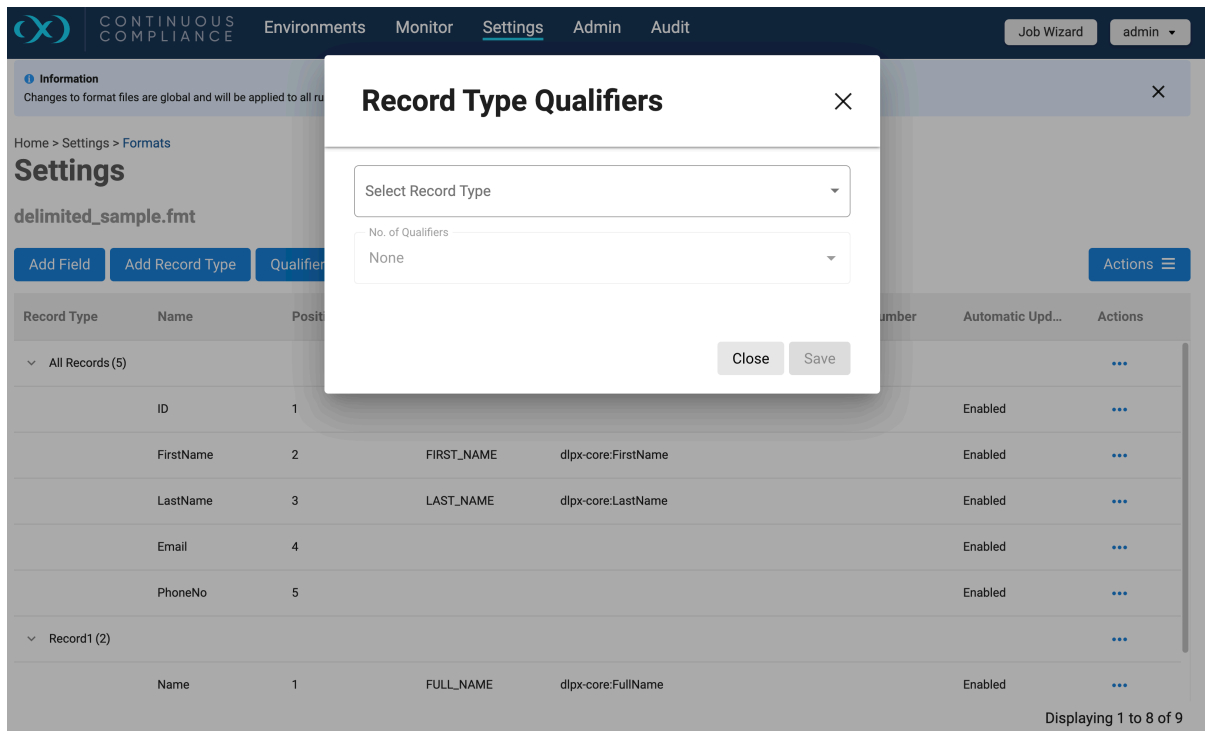 CONTINUOUS
COMPLIANCE
Environments Monitor Settings Admin Audit
Job Wizard
admin
Information
Changes to format files are global and will be applied to all ru
Home > Settings > Formats
Settings
delimited_sample.fmt
Add Field Add Record Type Qualifier
Actions
Record Type Qualifiers
Select Record Type
No. of Qualifiers
None
Close Save
Record Type Name Positi umber Automatic Upd... Actions
All Records (5)
ID 1 Enabled
FirstName 2 FIRST_NAME dlpx-core:FirstName Enabled
LastName 3 LAST_NAME dlpx-core:LastName Enabled
Email 4 Enabled
PhoneNo 5 Enabled
Record1 (2)
Name 1 FULL_NAME dlpx-core:FullName Enabled
Displaying 1 to 8 of 9